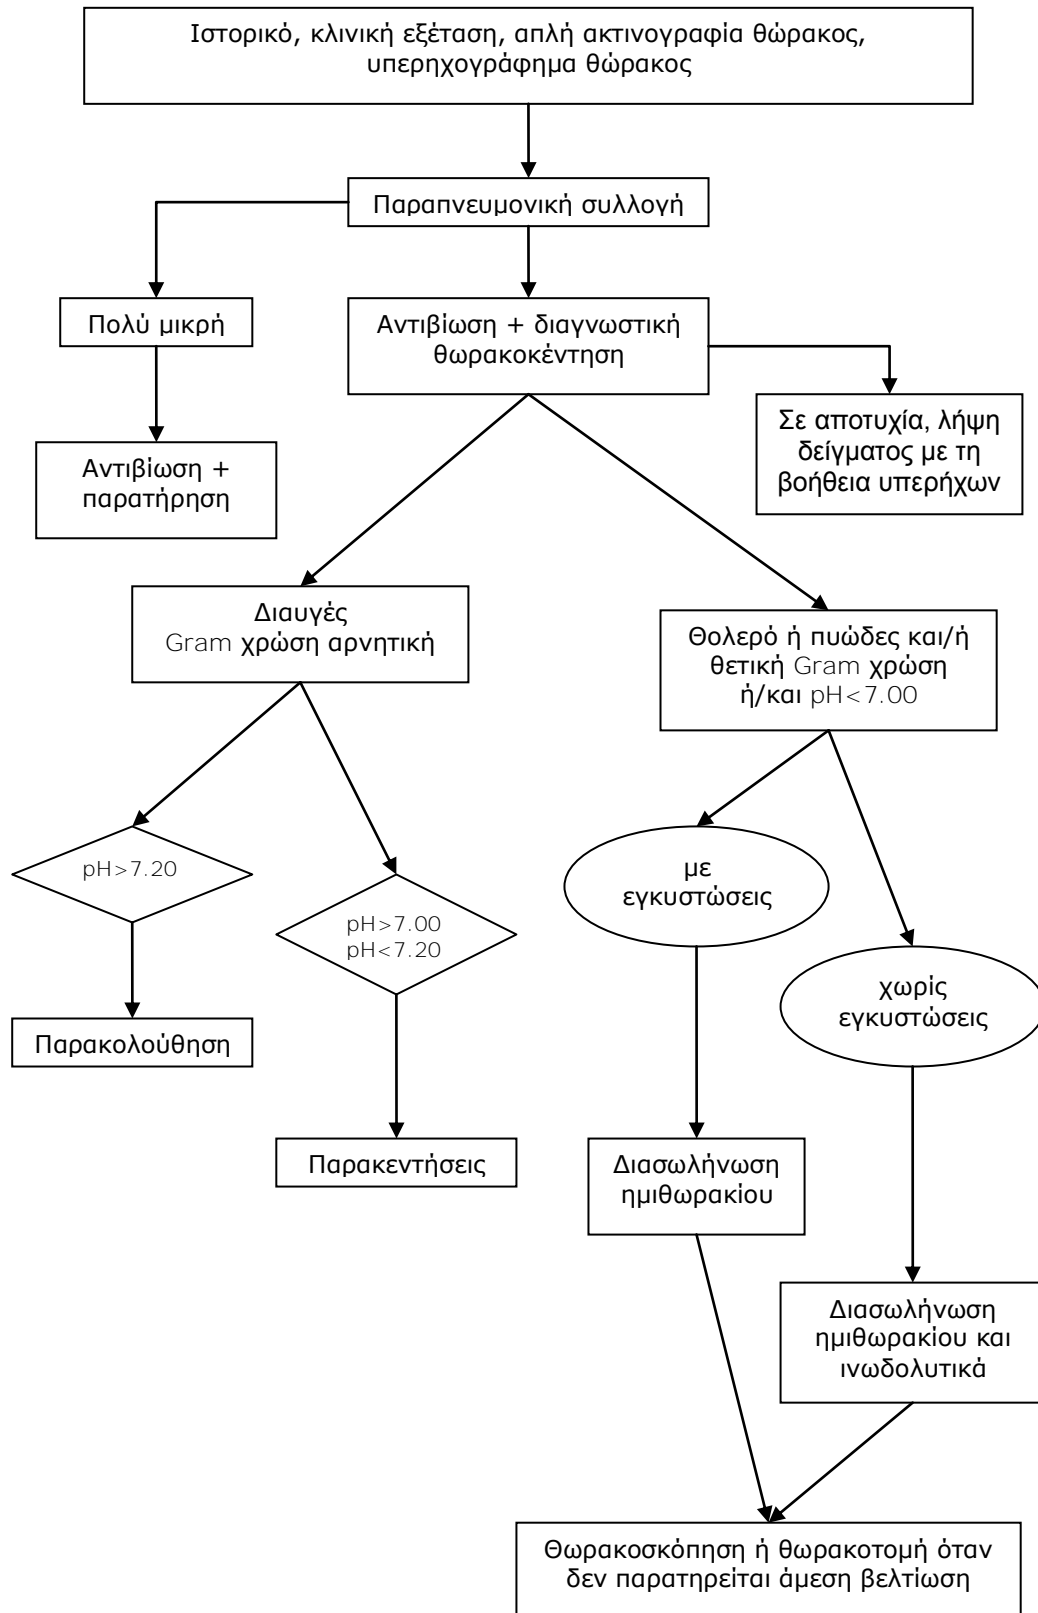 Ιστορικό, κλινική εξέταση, απλή ακτινογραφία θώρακος,
υπερηχογράφημα θώρακος
Παραπνευμονική συλλογή
Πολύ μικρή
Αντιβίωση + διαγνωστική
θωρακοκέντηση
Σε αποτυχία, λήψη
δείγματος με τη
βοήθεια υπερήχων
Αντιβίωση +
παρατήρηση
Διαυγές
Gram χρώση αρνητική
Θολερό ή πυώδες και/ή
θετική Gram χρώση
ή/και pH<7.00
pH>7.20
pH>7.00
pH<7.20
με
εγκυστώσεις
χωρίς
εγκυστώσεις
Παρακολούθηση
Παρακεντήσεις
Διασωλήνωση
ημιθωρακίου
Διασωλήνωση
ημιθωρακίου και
ινωδολυτικά
Θωρακοσκόπηση ή θωρακοτομή όταν
δεν παρατηρείται άμεση βελτίωση